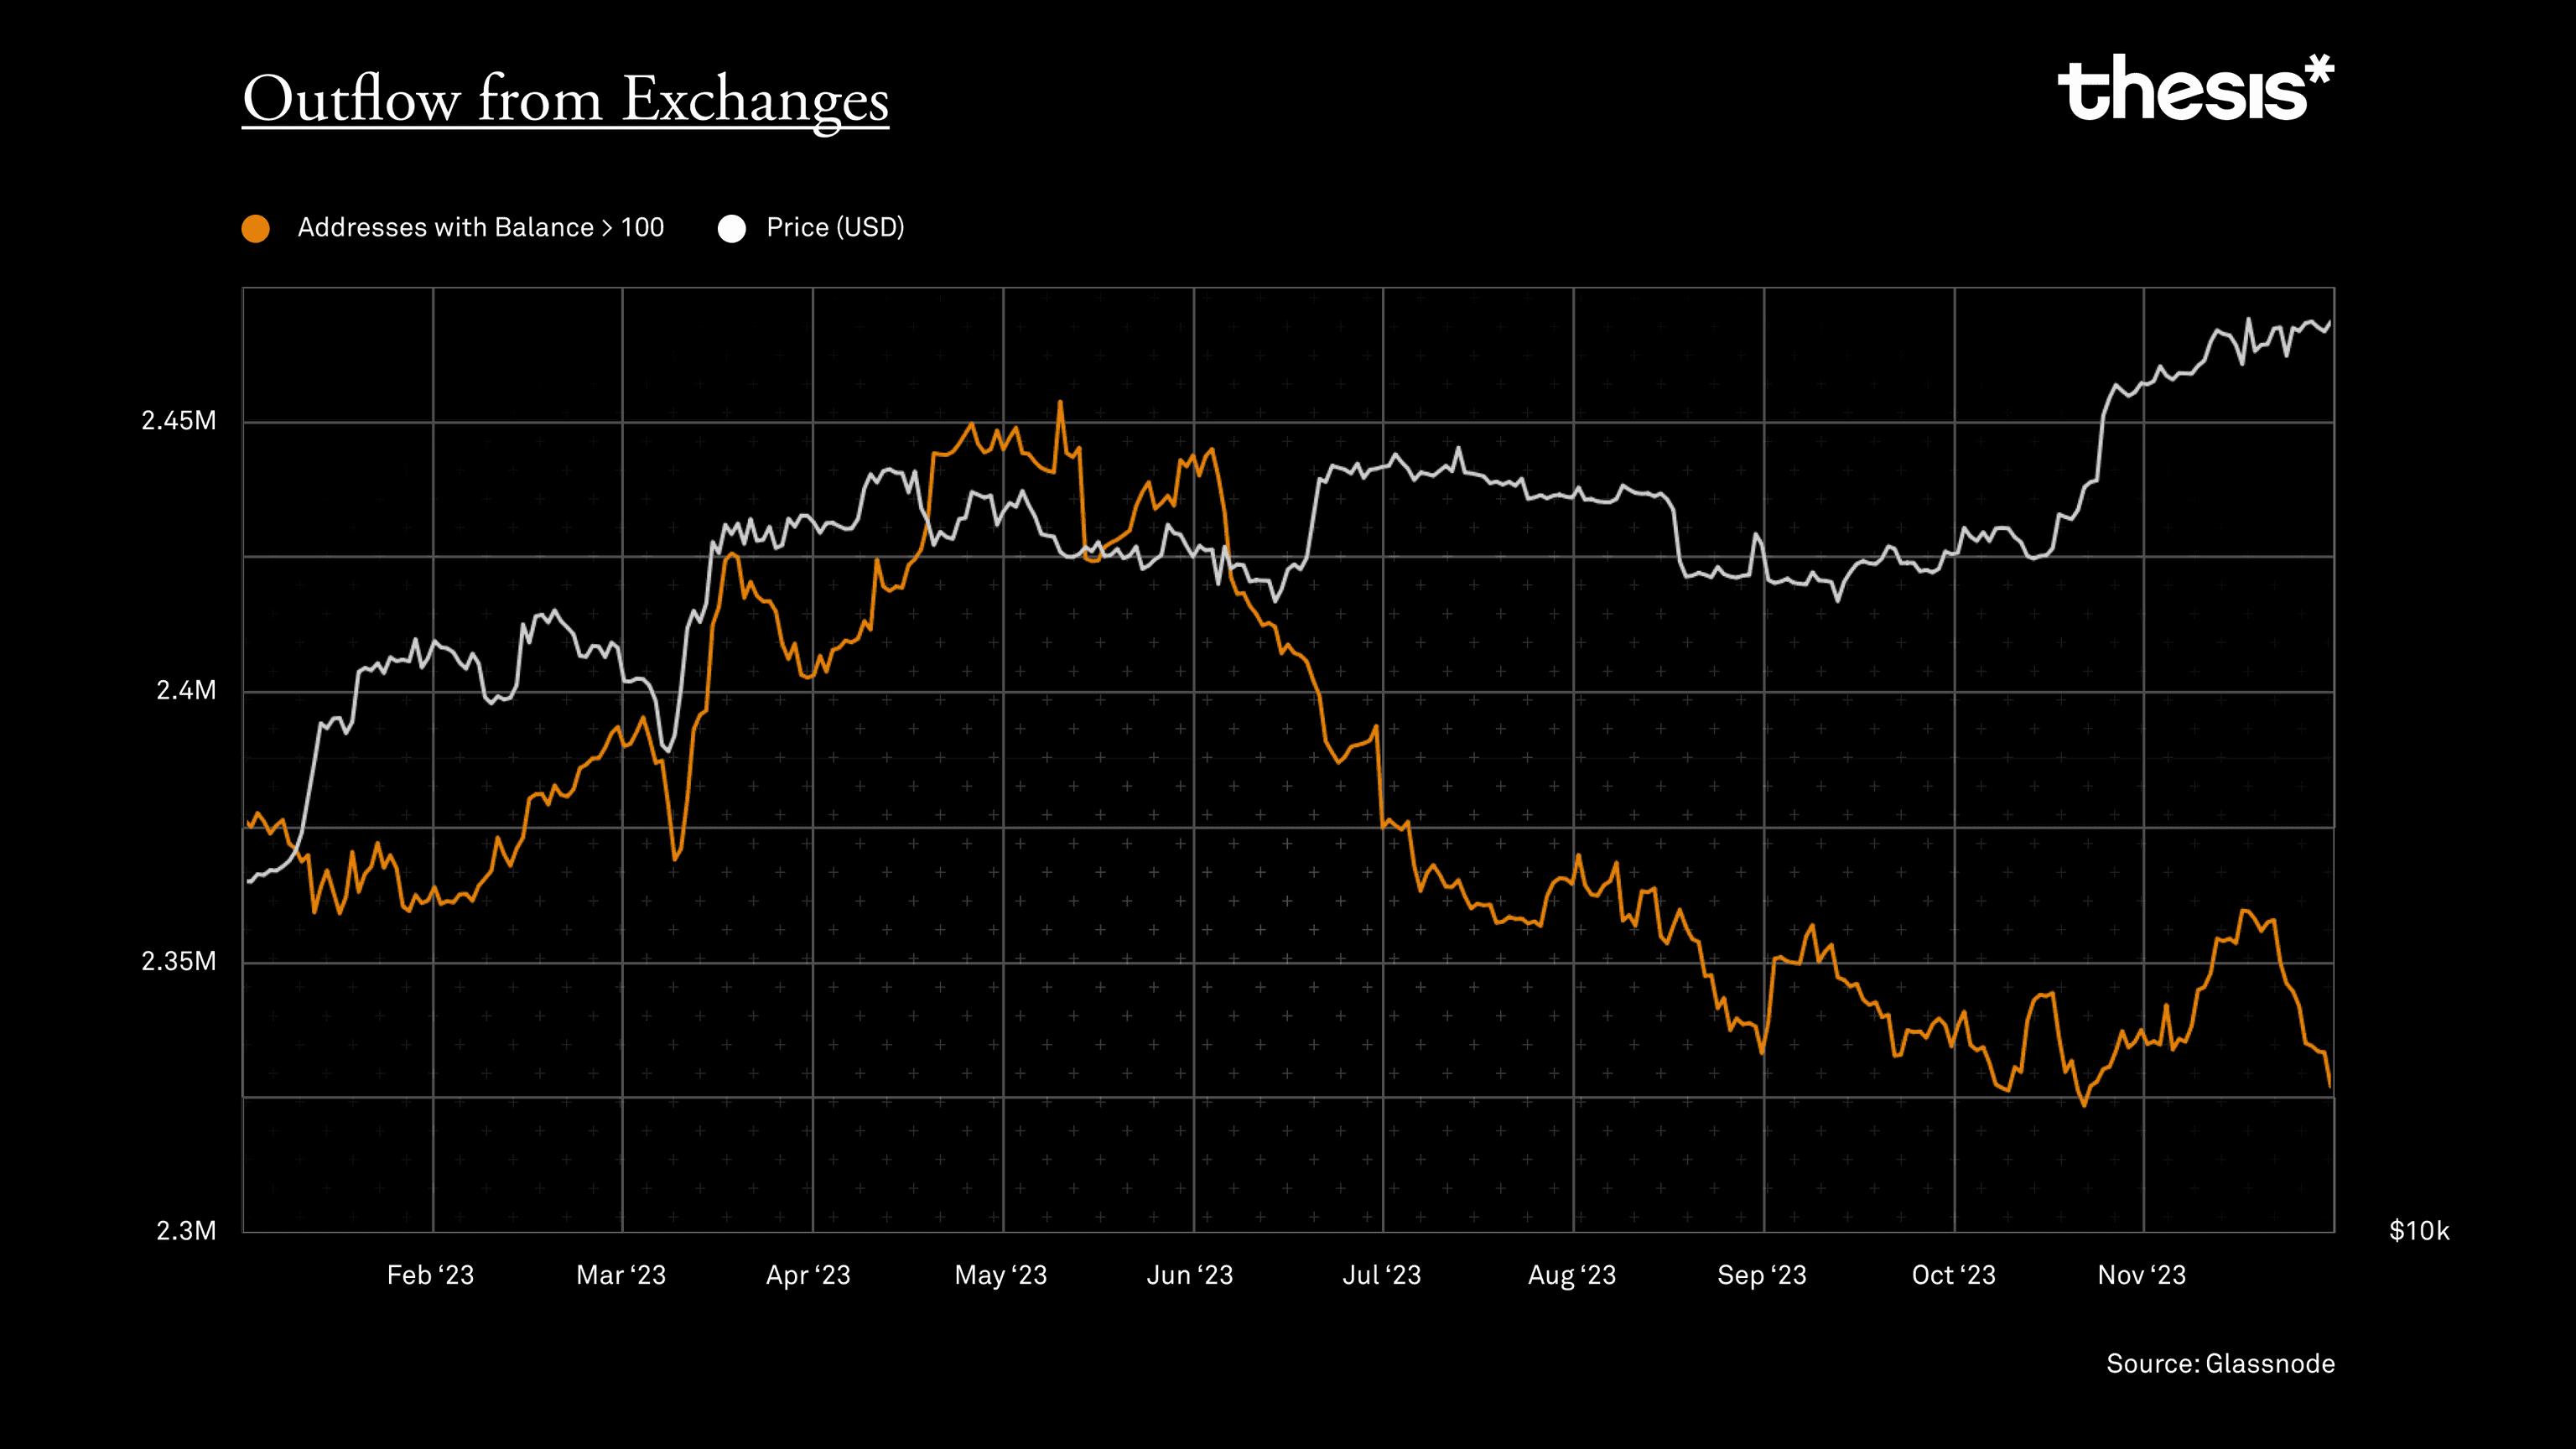 Outflow from Exchanges
thesis*
Addresses with Balance > 100
Price (USD)
2.45M
2.4M
2.35M
2.3M
$10k
Feb ‘23
Mar ‘23
Apr ‘23
May ‘23
Jun ‘23
Jul ‘23
Aug ‘23
Sep ‘23
Oct ‘23
Nov ‘23
Source: Glassnode